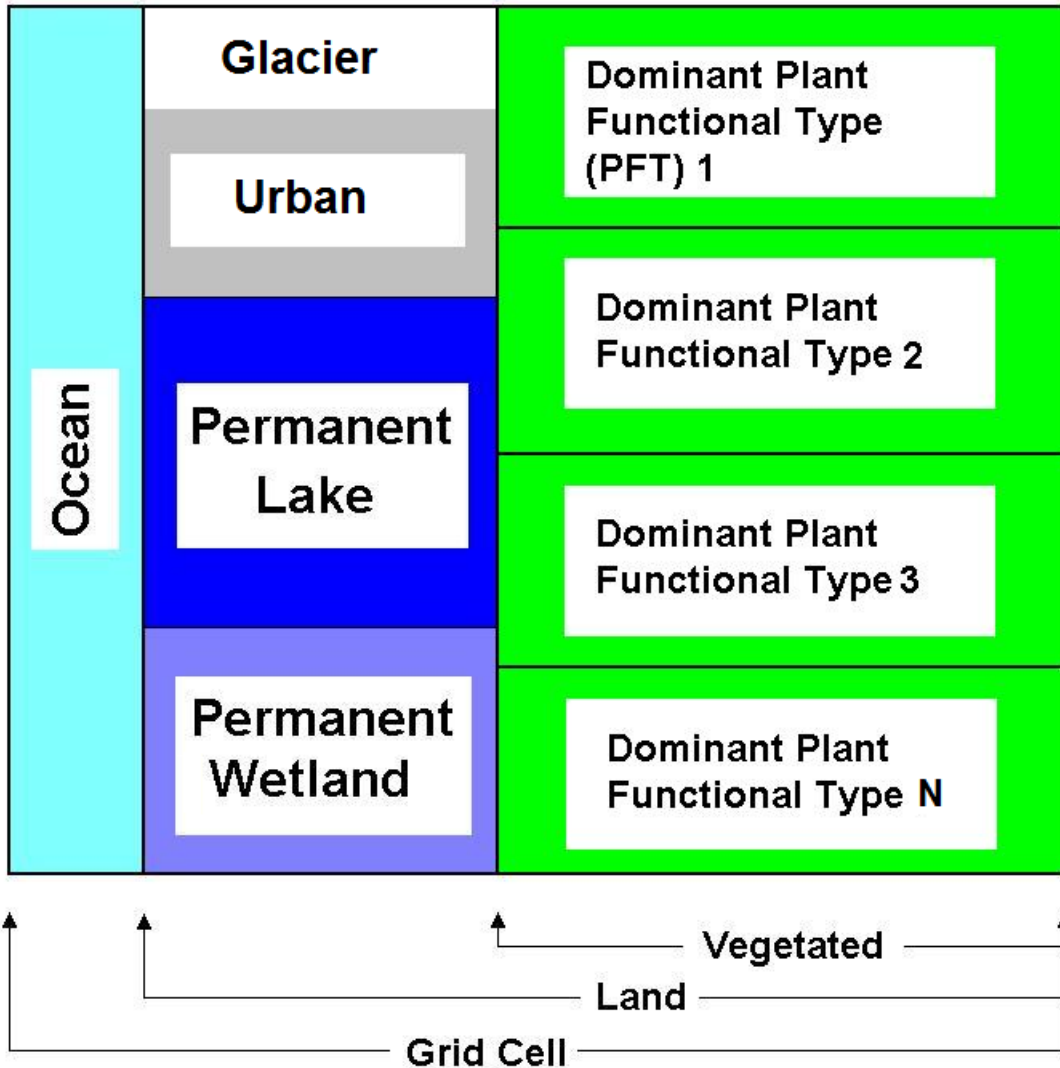 Ocean
Glacier
Urban
Permanent
Lake
Permanent
Wetland
Dominant Plant
Functional Type
(PFT) 1
Dominant Plant
Functional Type 2
Dominant Plant
Functional Type 3
Dominant Plant
Functional Type N
Vegetated
Land
Grid Cell